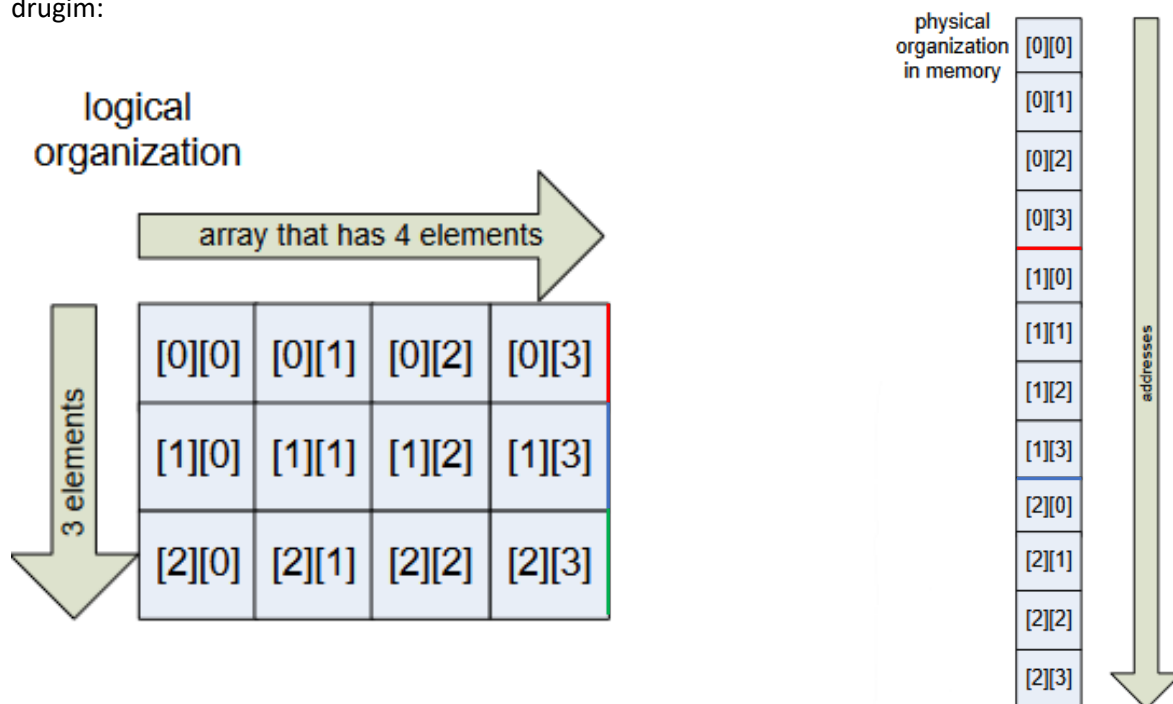 drugim:
logical
organization
array that has 4 elements
3 elements
[0][0] [0][1] [0][2] [0][3]
[1][0] [1][1] [1][2] [1][3]
[2][0] [2][1] [2][2] [2][3]
physical
organization
in memory
[0][0]
[0][1]
[0][2]
[0][3]
[1][0]
[1][1]
[1][2]
[1][3]
[2][0]
[2][1]
[2][2]
[2][3]
addresses